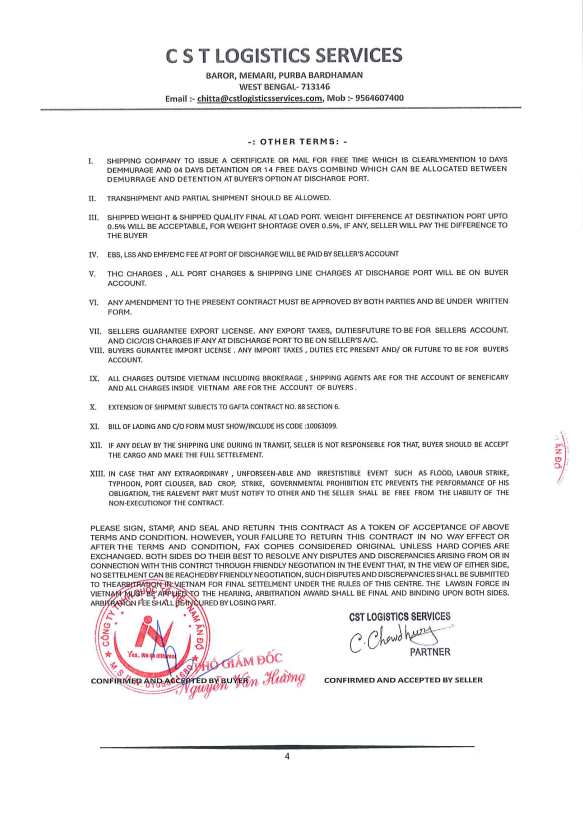 C S T LOGISTICS SERVICES
BAROR, MEMARI, PURBA BARDHAMAN
WEST BENGAL- 713146
Email :- chitta@cstlogisticsservices.com, Mob :- 9564607400
-: OTHER TERMS: -
I. SHIPPING COMPANY TO ISSUE A CERTIFICATE OR MAIL FOR FREE TIME WHICH IS CLEARLYMENTION 10 DAYS
DEMMURAGE AND 04 DAYS DETAINTION OR 14 FREE DAYS COMBIND WHICH CAN BE ALLOCATED BETWEEN
DEMURRAGE AND DETENTION AT BUYER'S OPTION AT DISCHARGE PORT.
II. TRANSHIPMENT AND PARTIAL SHIPMENT SHOULD BE ALLOWED.
III. SHIPPED WEIGHT & SHIPPED QUALITY FINAL AT LOAD PORT. WEIGHT DIFFERENCE AT DESTINATION PORT UPTO
0.5% WILL BE ACCEPTABLE, FOR WEIGHT SHORTAGE OVER 0.5%, IF ANY, SELLER WILL PAY THE DIFFERENCE TO
THE BUYER
IV. EBS, LSS AND EMF/EMC FEE AT PORT OF DISCHARGE WILL BE PAID BY SELLER'S ACCOUNT
V. THC CHARGES , ALL PORT CHARGES & SHIPPING LINE CHARGES AT DISCHARGE PORT WILL BE ON BUYER
ACCOUNT.
VI. ANY AMENDMENT TO THE PRESENT CONTRACT MUST BE APPROVED BY BOTH PARTIES AND BE UNDER WRITTEN
FORM.
VII. SELLERS GUARANTEE EXPORT LICENSE. ANY EXPORT TAXES, DUTIESFUTURE TO BE FOR SELLERS ACCOUNT.
AND CIC/CIS CHARGES IF ANY AT DISCHARGE PORT TO BE ON SELLER'S A/C.
VIII. BUYERS GURANTEE IMPORT LICENSE . ANY IMPORT TAXES , DUTIES ETC PRESENT AND/ OR FUTURE TO BE FOR BUYERS
ACCOUNT.
IX. ALL CHARGES OUTSIDE VIETNAM INCLUDING BROKERAGE , SHIPPING AGENTS ARE FOR THE ACCOUNT OF BENEFICARY
AND ALL CHARGES INSIDE VIETNAM ARE FOR THE ACCOUNT OF BUYERS .
X. EXTENSION OF SHIPMENT SUBJECTS TO GAFTA CONTRACT NO. 88 SECTION 6.
XI. BILL OF LADING AND C/O FORM MUST SHOW/INCLUDE HS CODE :10063099.
XII. IF ANY DELAY BY THE SHIPPING LINE DURING IN TRANSIT, SELLER IS NOT RESPONSEBLE FOR THAT, BUYER SHOULD BE ACCEPT
THE CARGO AND MAKE THE FULL SETTELEMENT.
XIII. IN CASE THAT ANY EXTRAORDINARY , UNFORSEEN-ABLE AND IRRESTISTIBLE EVENT SUCH AS FLOOD, LABOUR STRIKE,
TYPHOON, PORT CLOUSER, BAD CROP, STRIKE, GOVERNMENTAL PROHIBITION ETC PREVENTS THE PERFORMANCE OF HIS
OBLIGATION, THE RALEVENT PART MUST NOTIFY TO OTHER AND THE SELLER SHALL BE FREE FROM THE LIABILITY OF THE
NON-EXECUTIONOF THE CONTRACT.
PLEASE SIGN, STAMP, AND SEAL AND RETURN THIS CONTRACT AS A TOKEN OF ACCEPTANCE OF ABOVE
TERMS AND CONDITION. HOWEVER, YOUR FAILURE TO RETURN THIS CONTRACT IN NO WAY EFFECT OR
AFTER THE TERMS AND CONDITION, FAX COPIES CONSIDERED ORIGINAL UNLESS HARD COPIES ARE
EXCHANGED. BOTH SIDES DO THEIR BEST TO RESOLVE ANY DISPUTES AND DISCREPANCIES ARISING FROM OR IN
CONNECTION WITH THIS CONTRCT THROUGH FRIENDLY NEGOTIATION IN THE EVENT THAT, IN THE VIEW OF EITHER SIDE,
NO SETTELMENT CAN BE REACHEDBY FRIENDLY NEGOTIATION, SUCH DISPUTES AND DISCREPANCIES SHALL BE SUBMITTED
TO THEARBITRATION IN VIETNAM FOR FINAL SETTLEMENT UNDER THE RULES OF THIS CENTRE. THE LAWSIN FORCE IN
VIETNAM MUST BE APPLIED. TO THE HEARING, ARBITRATION AWARD SHALL BE FINAL AND BINDING UPON BOTH SIDES.
ARBITRATION FEE SHALL BE INCURED BY LOSING PART.
CST LOGISTICS SERVICES
C. Chowdhury
PARTNER
CÔNG TY
NAM ẤN ĐỘ
Yes.. We do different
M.S.
PHÓ GIÁM ĐỐC
Nguyễn Văn Hường
CONFIRMED AND ACCEPTED BY BUYER
CONFIRMED AND ACCEPTED BY SELLER
ẤN ĐỘ
4